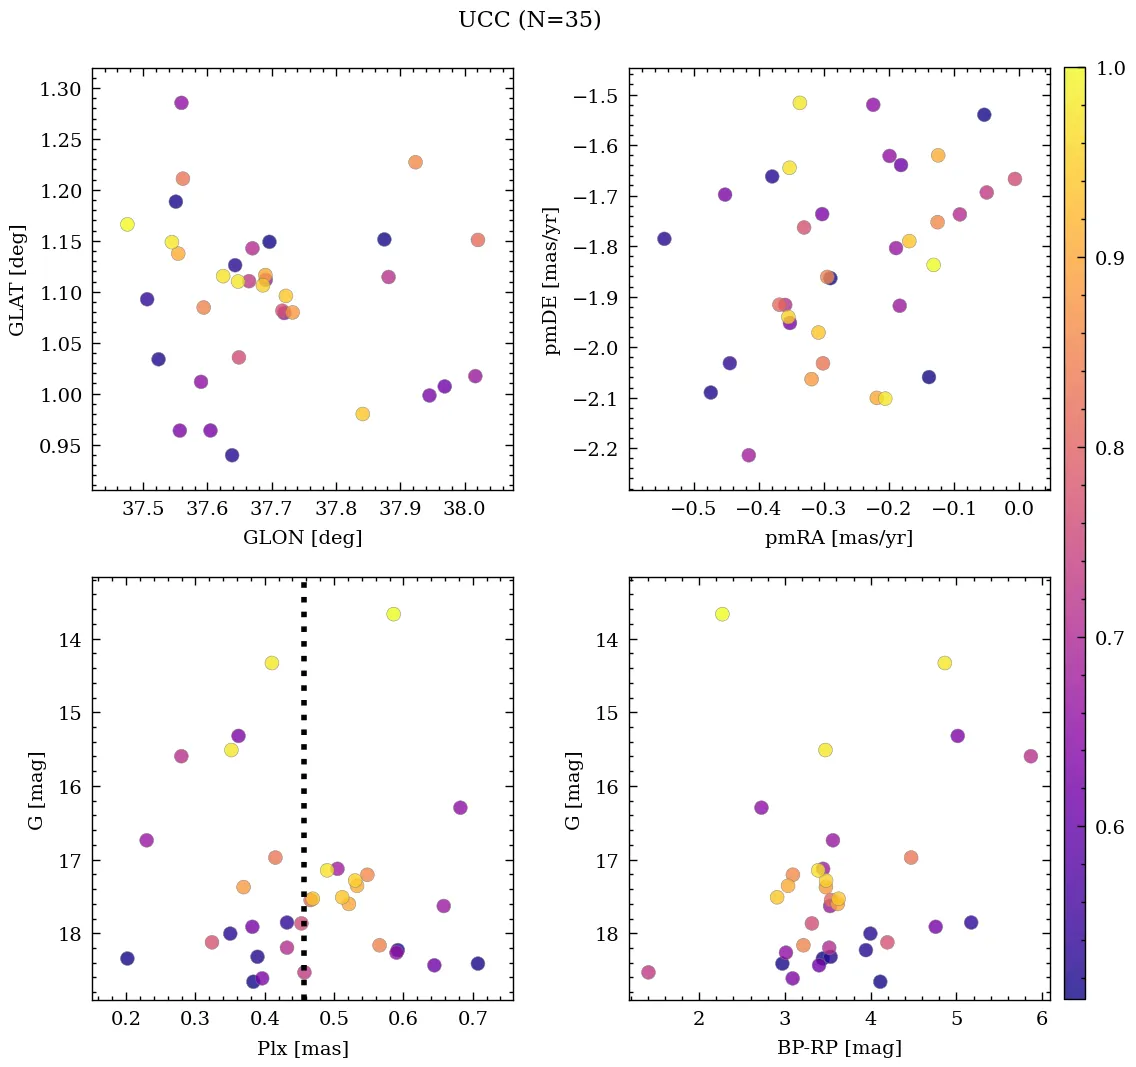 UCC (N=35)
1.30
1.25
1.20
1.15
1.10
1.05
1.00
0.95
GLAT [deg]
37.5 37.6 37.7 37.8 37.9 38.0
GLON [deg]
−1.5
−1.6
−1.7
−1.8
−1.9
−2.0
−2.1
−2.2
pmDE [mas/yr]
−0.5 −0.4 −0.3 −0.2 −0.1 0.0
pmRA [mas/yr]
14
15
16
17
18
G [mag]
0.2 0.3 0.4 0.5 0.6 0.7
Plx [mas]
14
15
16
17
18
G [mag]
2 3 4 5 6
BP-RP [mag]
1.0
0.9
0.8
0.7
0.6